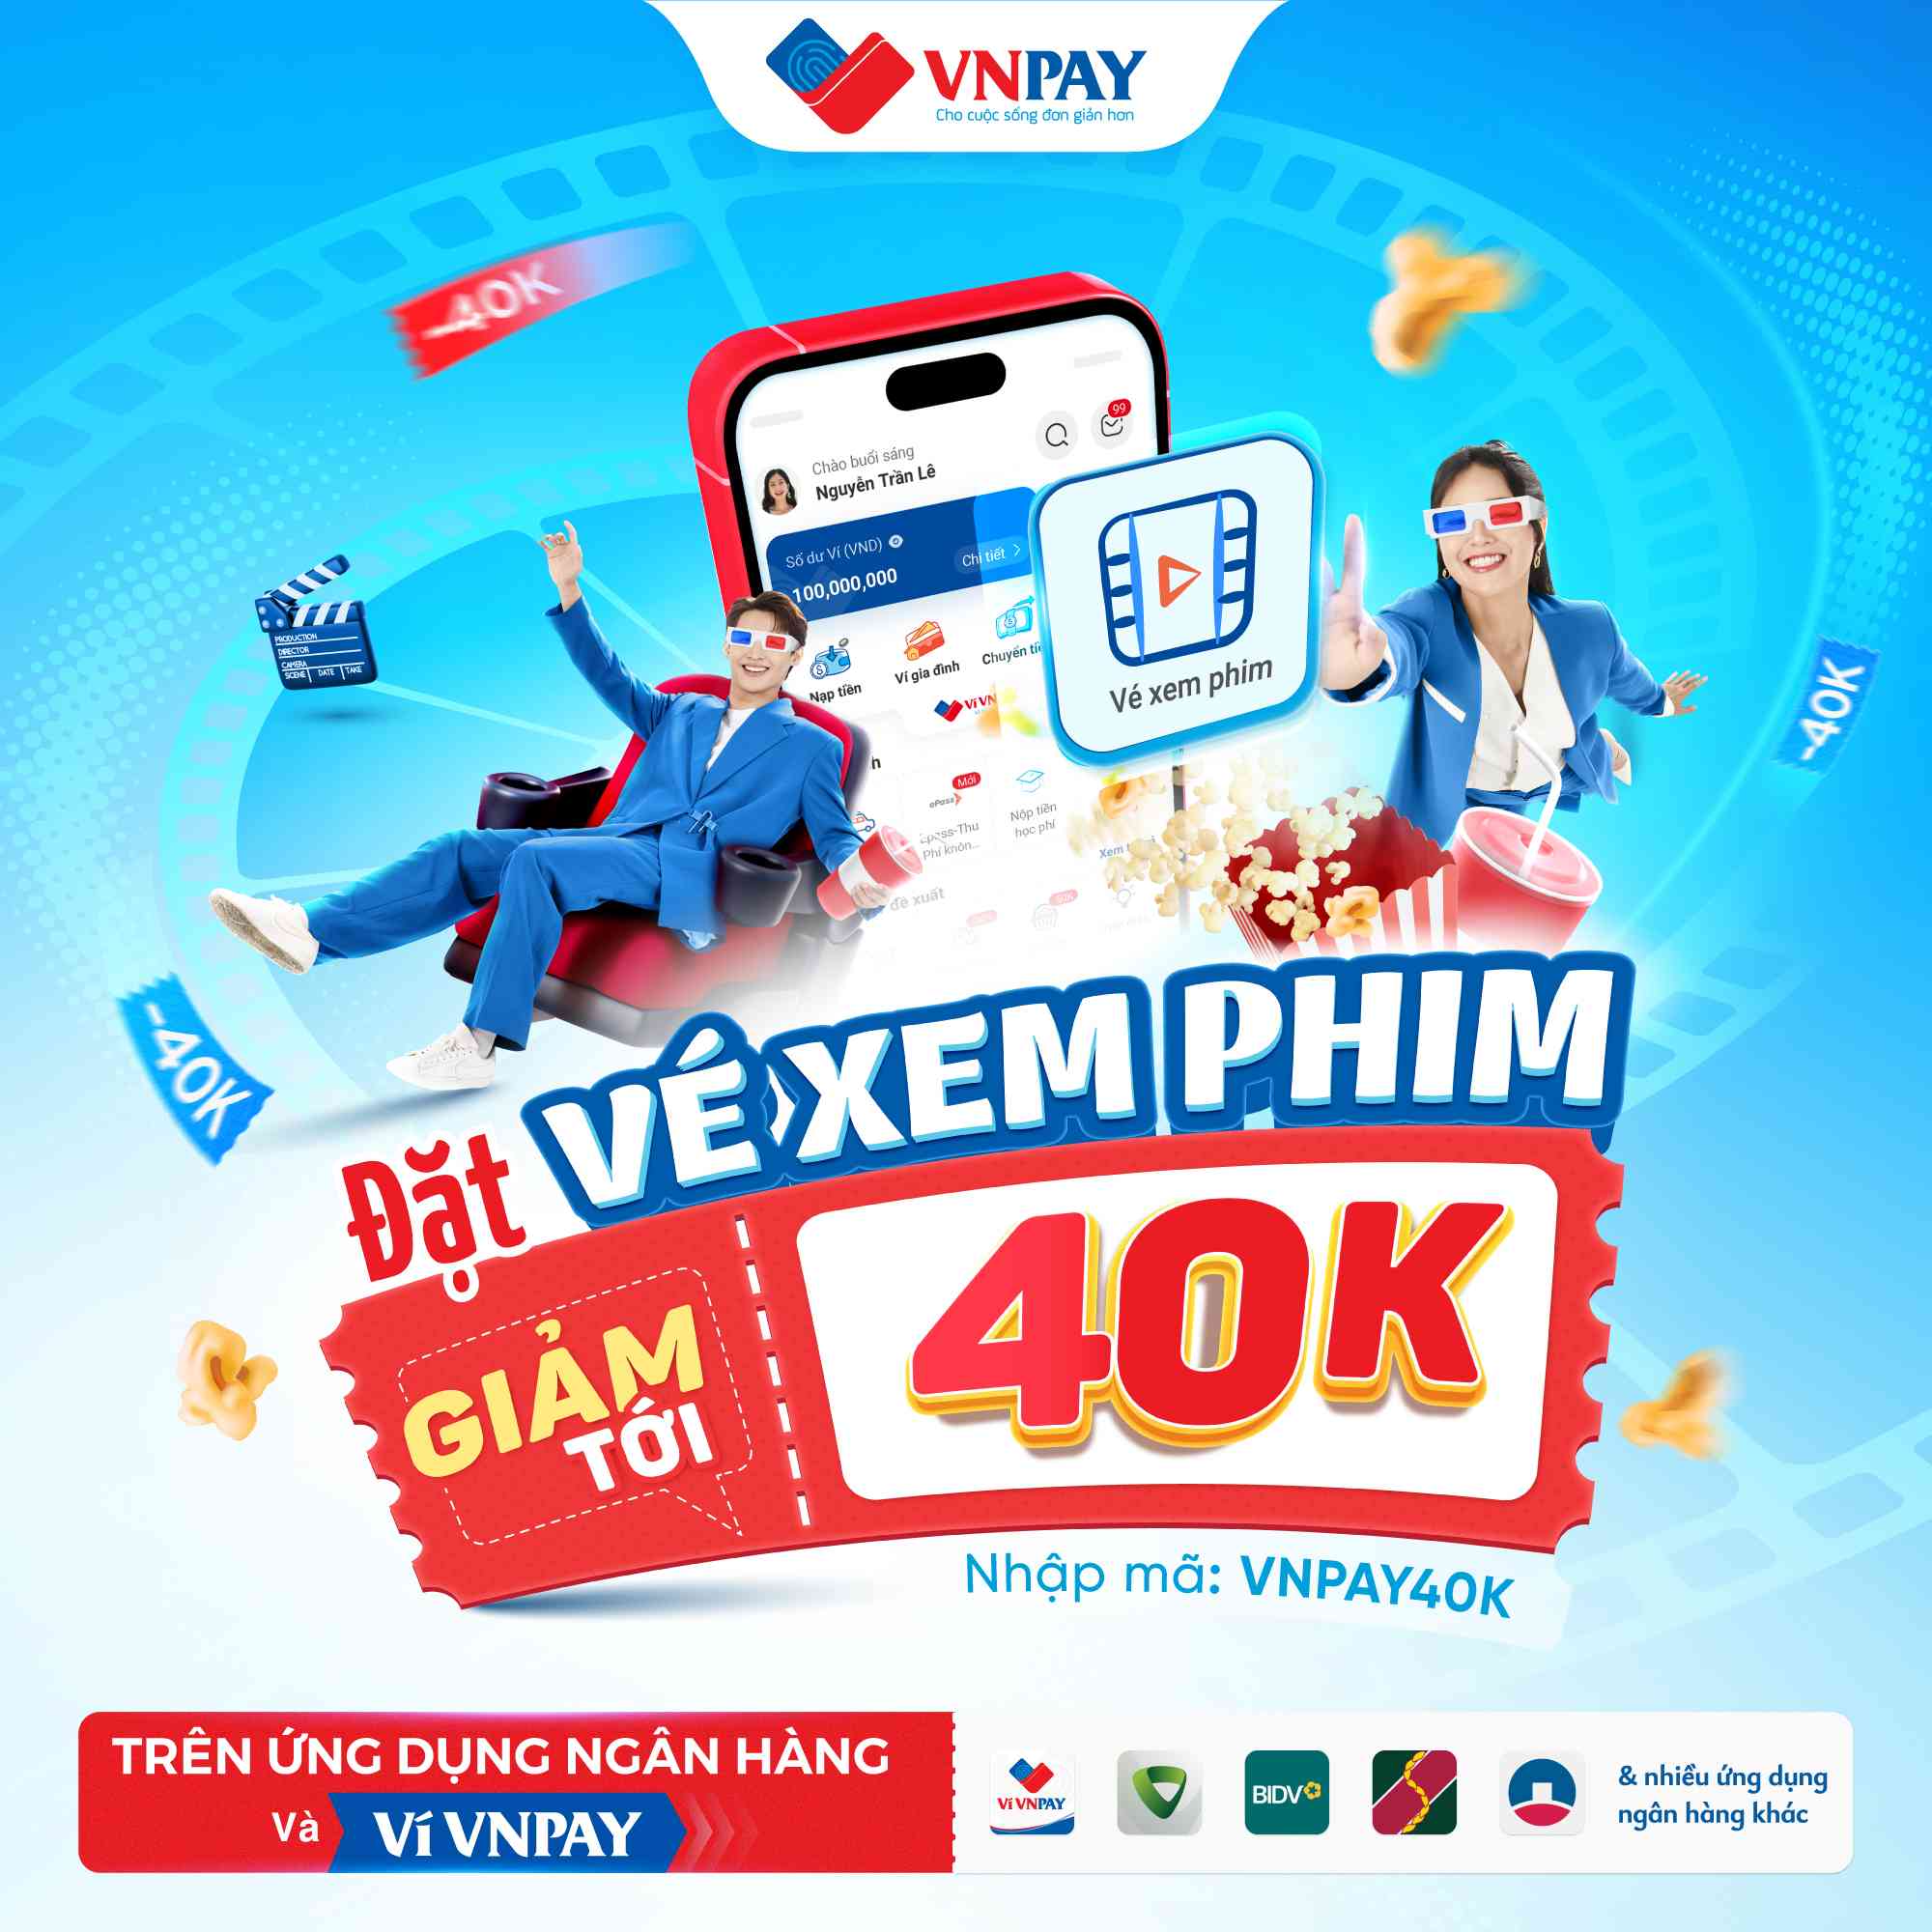 VNPAY
Cho cuộc sống đơn giản hơn
-40K
99
Chào buổi sáng
Nguyễn Trần Lê
Số dư Ví (VND)
Chi tiết
100,000,000
Nạp tiền
Ví gia đình
Chuyển
Ví VN
Vé xem phim
PRODUCTION
DIRECTOR
CAMERA
SCENE DATE TAKE
-40K
Mới
ePass
Epass-Thu
Phí khôn...
Nộp tiền
học phí
Xem
đề xuất
-40K
Đặt VÉ XEM PHIM
GIẢM
TỚI
40K
Nhập mã: VNPAY40K
TRÊN ỨNG DỤNG NGÂN HÀNG
Và Ví VNPAY
Ví VNPAY
BIDV
& nhiều ứng dụng
ngân hàng khác